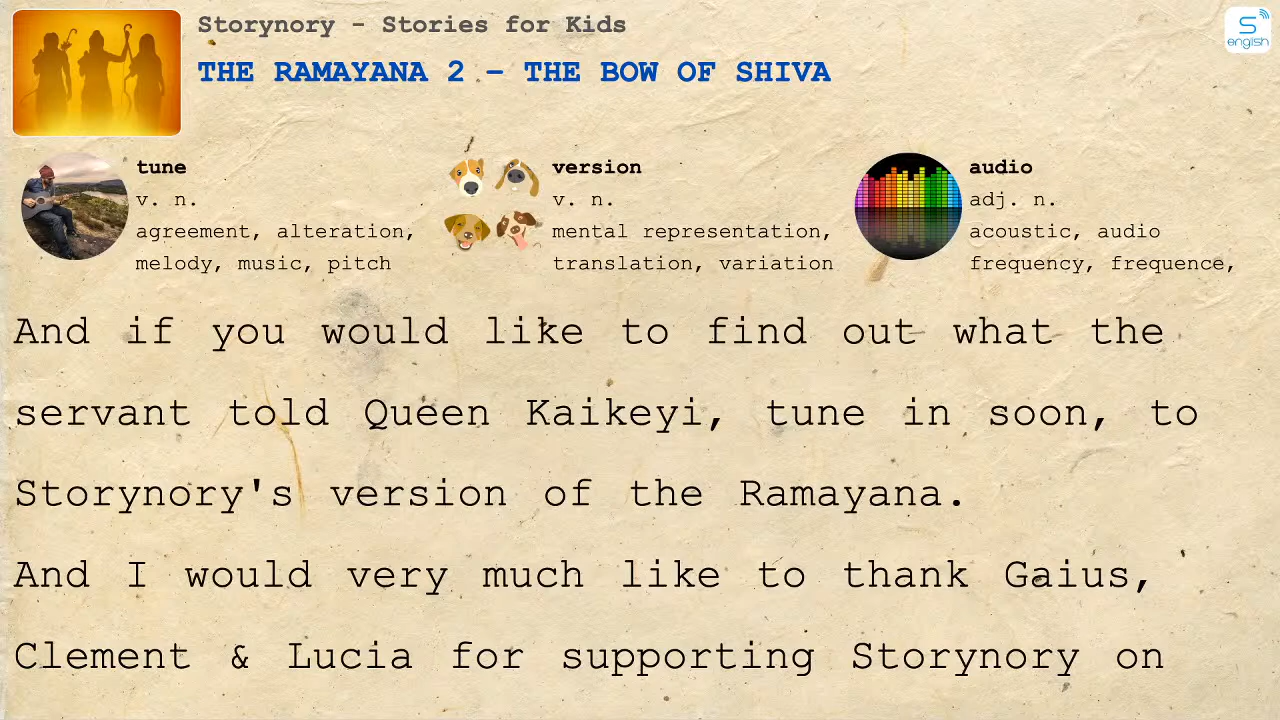 Storynory - Stories for Kids
THE RAMAYANA 2 – THE BOW OF SHIVA
S
english
tune
v. n.
agreement, alteration,
melody, music, pitch
version
v. n.
mental representation,
translation, variation
audio
adj. n.
acoustic, audio
frequency, frequence,
And if you would like to find out what the
servant told Queen Kaikeyi, tune in soon, to
Storynory's version of the Ramayana.
And I would very much like to thank Gaius,
Clement & Lucia for supporting Storynory on